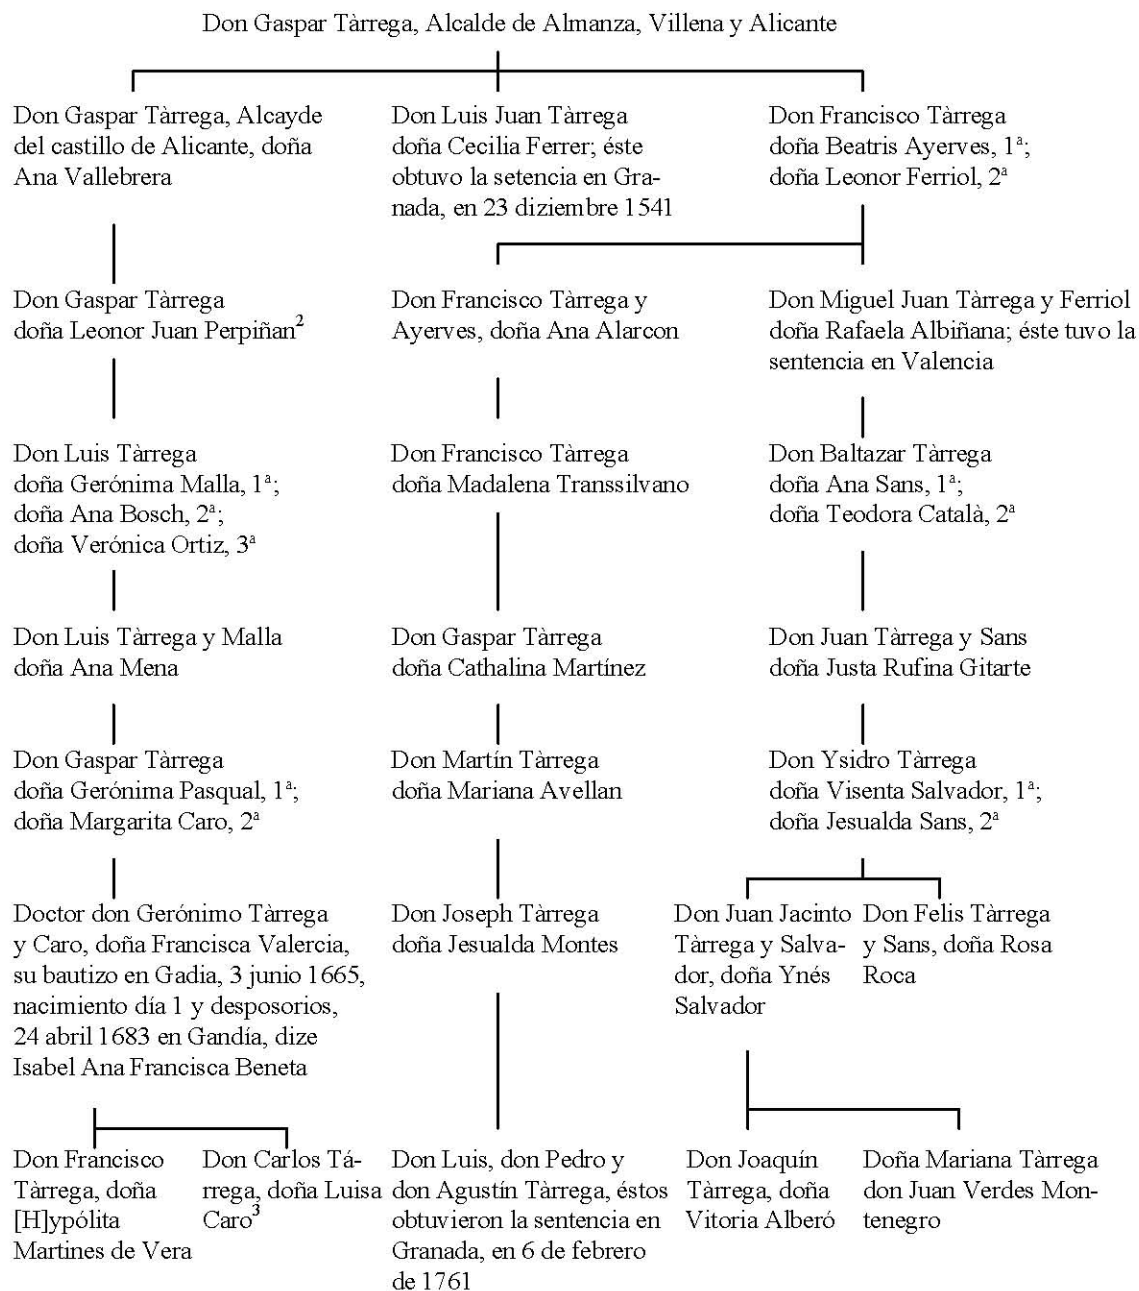 Don Gaspar Tàrrega, Alcalde de Almanza, Villena y Alicante
Don Gaspar Tàrrega, Alcayde
del castillo de Alicante, doña
Ana Vallebrera
Don Luis Juan Tàrrega
doña Cecilia Ferrer; éste
obtuvo la setencia en Gra-
nada, en 23 diziembre 1541
Don Francisco Tàrrega
doña Beatris Ayerves, 1ª;
doña Leonor Ferriol, 2ª
Don Gaspar Tàrrega
doña Leonor Juan Perpiñan²
Don Francisco Tàrrega y
Ayerves, doña Ana Alarcon
Don Miguel Juan Tàrrega y Ferriol
doña Rafaela Albiñana; éste tuvo la
sentencia en Valencia
Don Luis Tàrrega
doña Gerónima Malla, 1ª;
doña Ana Bosch, 2ª;
doña Verónica Ortiz, 3ª
Don Francisco Tàrrega
doña Madalena Transsilvano
Don Baltazar Tàrrega
doña Ana Sans, 1ª;
doña Teodora Català, 2ª
Don Luis Tàrrega y Malla
doña Ana Mena
Don Gaspar Tàrrega
doña Cathalina Martínez
Don Juan Tàrrega y Sans
doña Justa Rufina Gitarte
Don Gaspar Tàrrega
doña Gerónima Pasqual, 1ª;
doña Margarita Caro, 2ª
Don Martín Tàrrega
doña Mariana Avellan
Don Ysidro Tàrrega
doña Visenta Salvador, 1ª;
doña Jesualda Sans, 2ª
Doctor don Gerónimo Tàrrega
y Caro, doña Francisca Valercia,
su bautizo en Gadia, 3 junio 1665,
nacimiento día 1 y desposorios,
24 abril 1683 en Gandía, dize
Isabel Ana Francisca Beneta
Don Joseph Tàrrega
doña Jesualda Montes
Don Juan Jacinto
Tàrrega y Salva-
dor, doña Ynés
Salvador
Don Felis Tàrrega
y Sans, doña Rosa
Roca
Don Francisco
Tàrrega, doña
[H]ypólita
Martines de Vera
Don Carlos Tá-
rrega, doña Luisa
Caro³
Don Luis, don Pedro y
don Agustín Tàrrega, éstos
obtuvieron la sentencia en
Granada, en 6 de febrero
de 1761
Don Joaquín
Tàrrega, doña
Vitoria Alberó
Doña Mariana Tàrrega
don Juan Verdes Mon-
tenegro